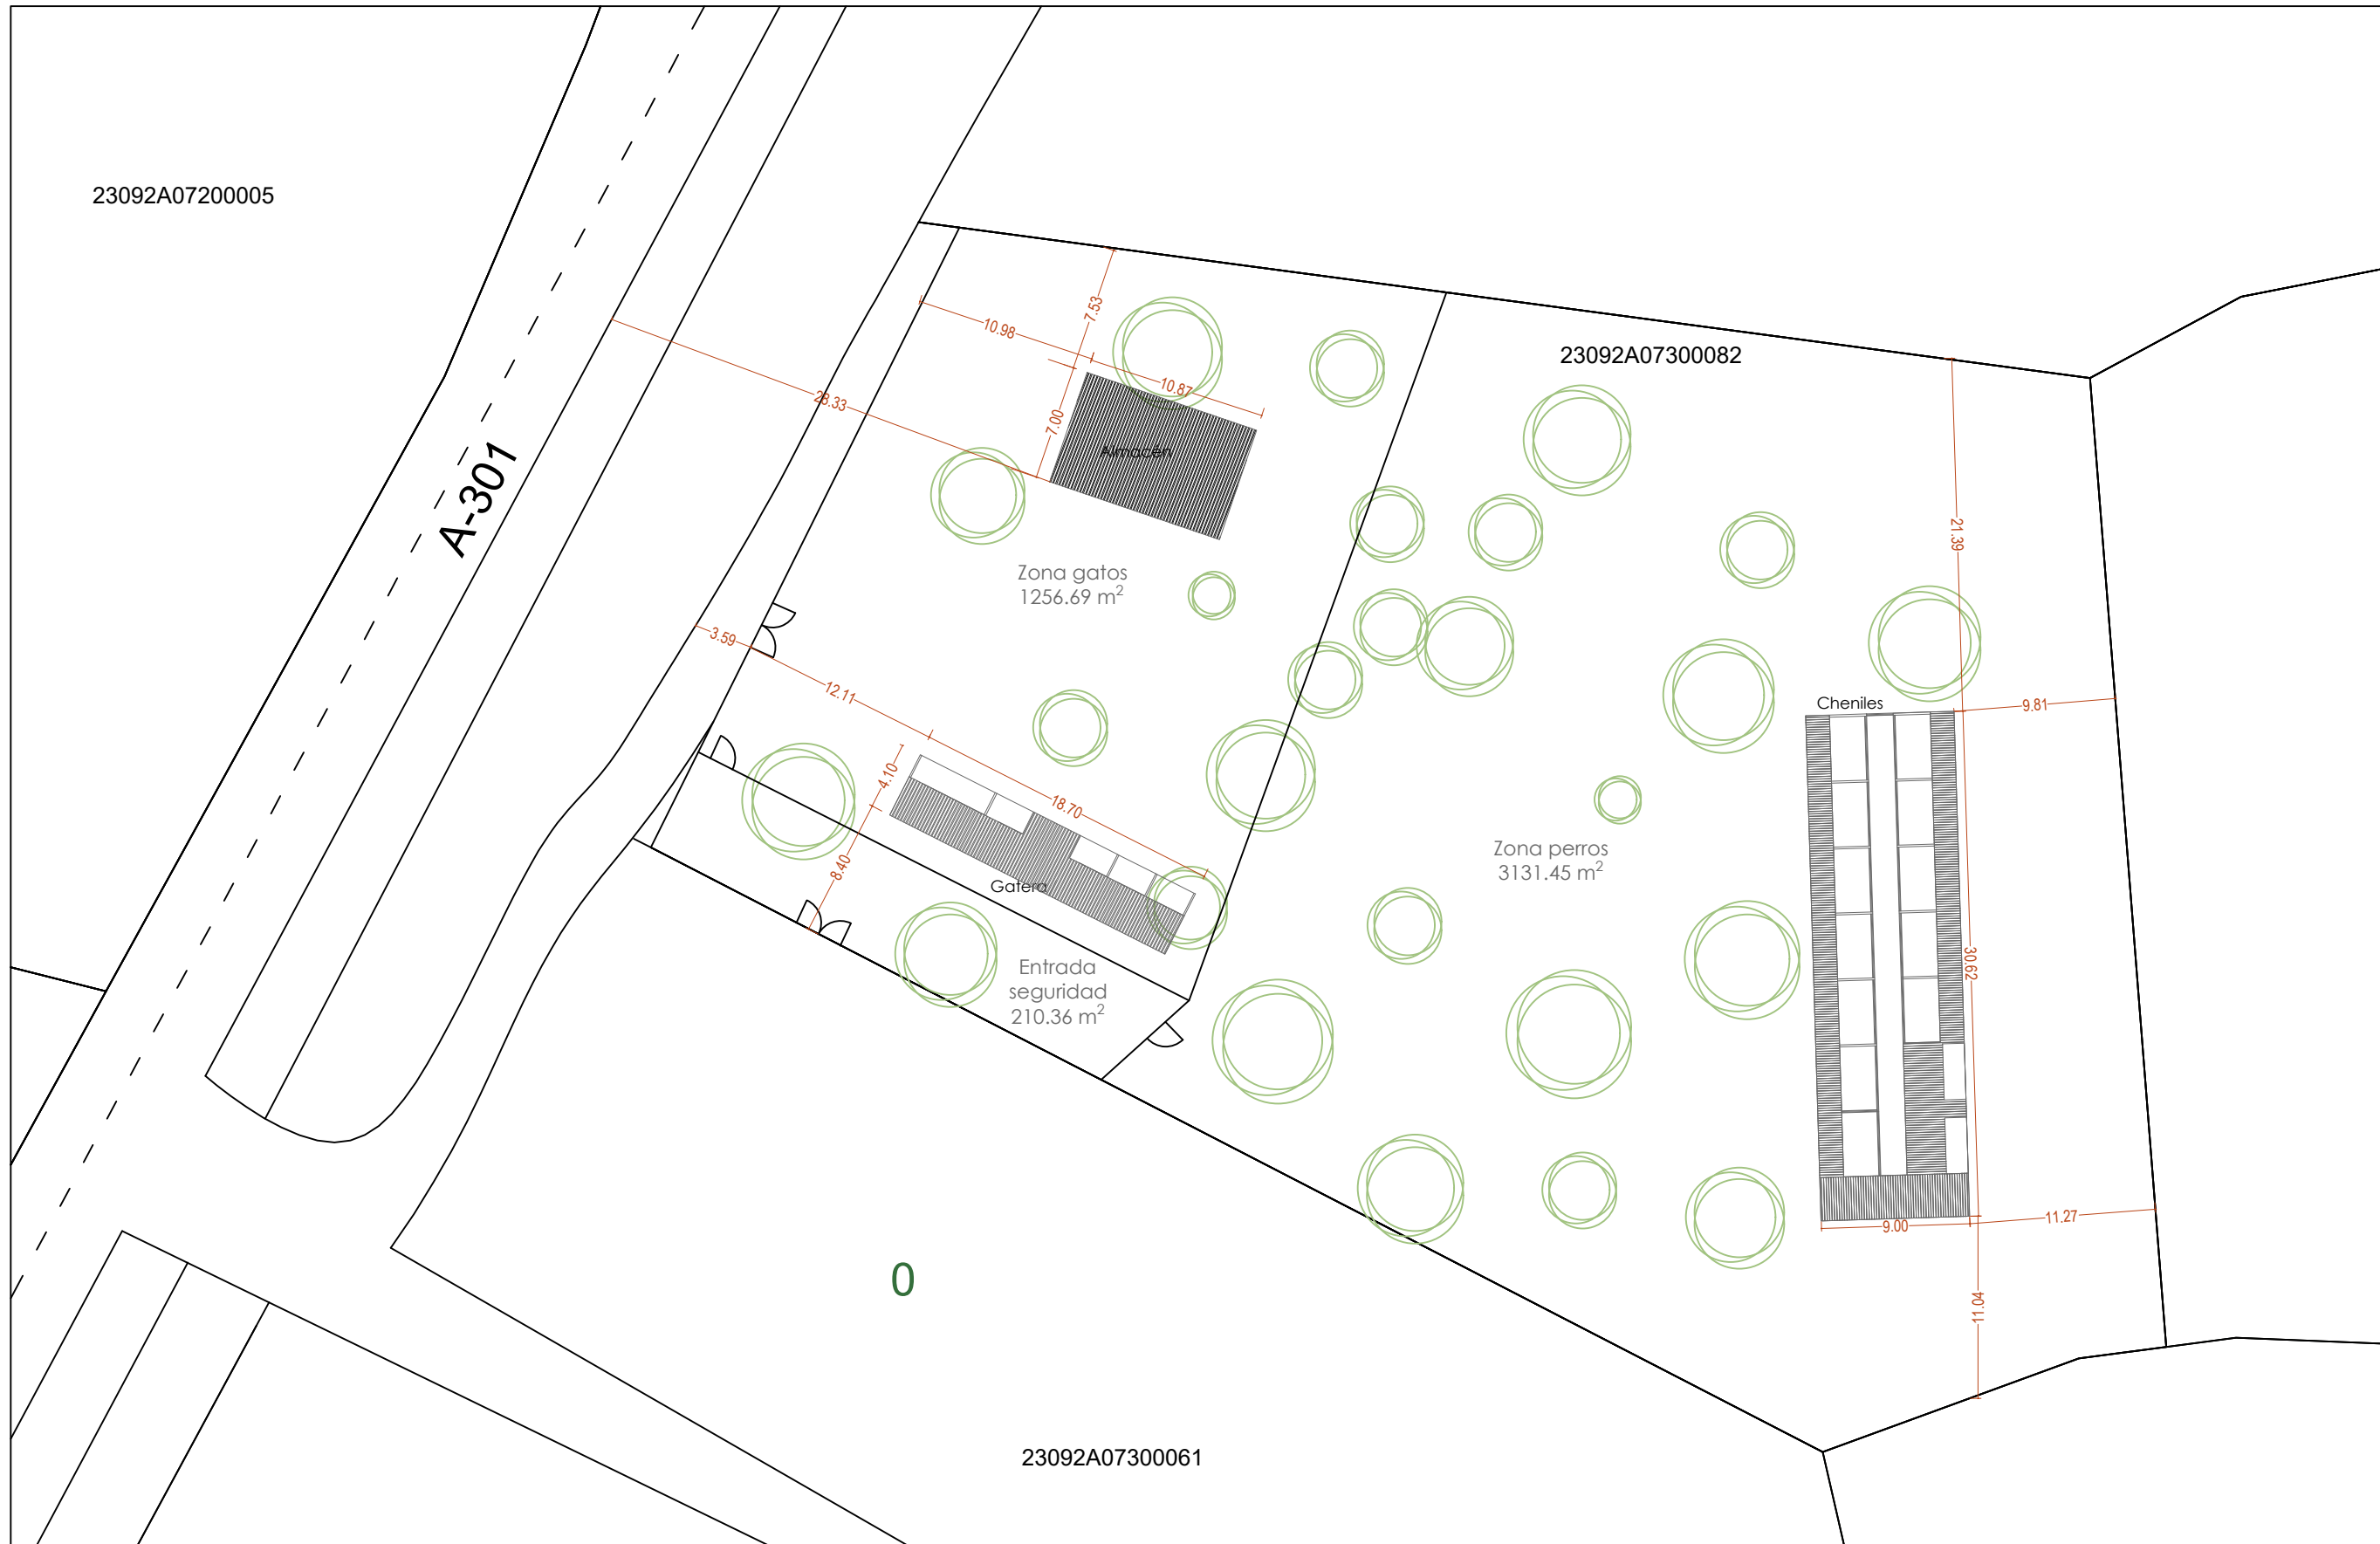 23092A07200005
A-301
7.53
10.98
10.87
28.33
7.00
Almacén
23092A07300082
21.39
Zona gatos
1256.69 m²
3.59
12.11
4.10
18.70
8.40
Gatera
Cheniles
9.81
Zona perros
3131.45 m²
30.62
Entrada
seguridad
210.36 m²
9.00
11.27
11.04
0
23092A07300061